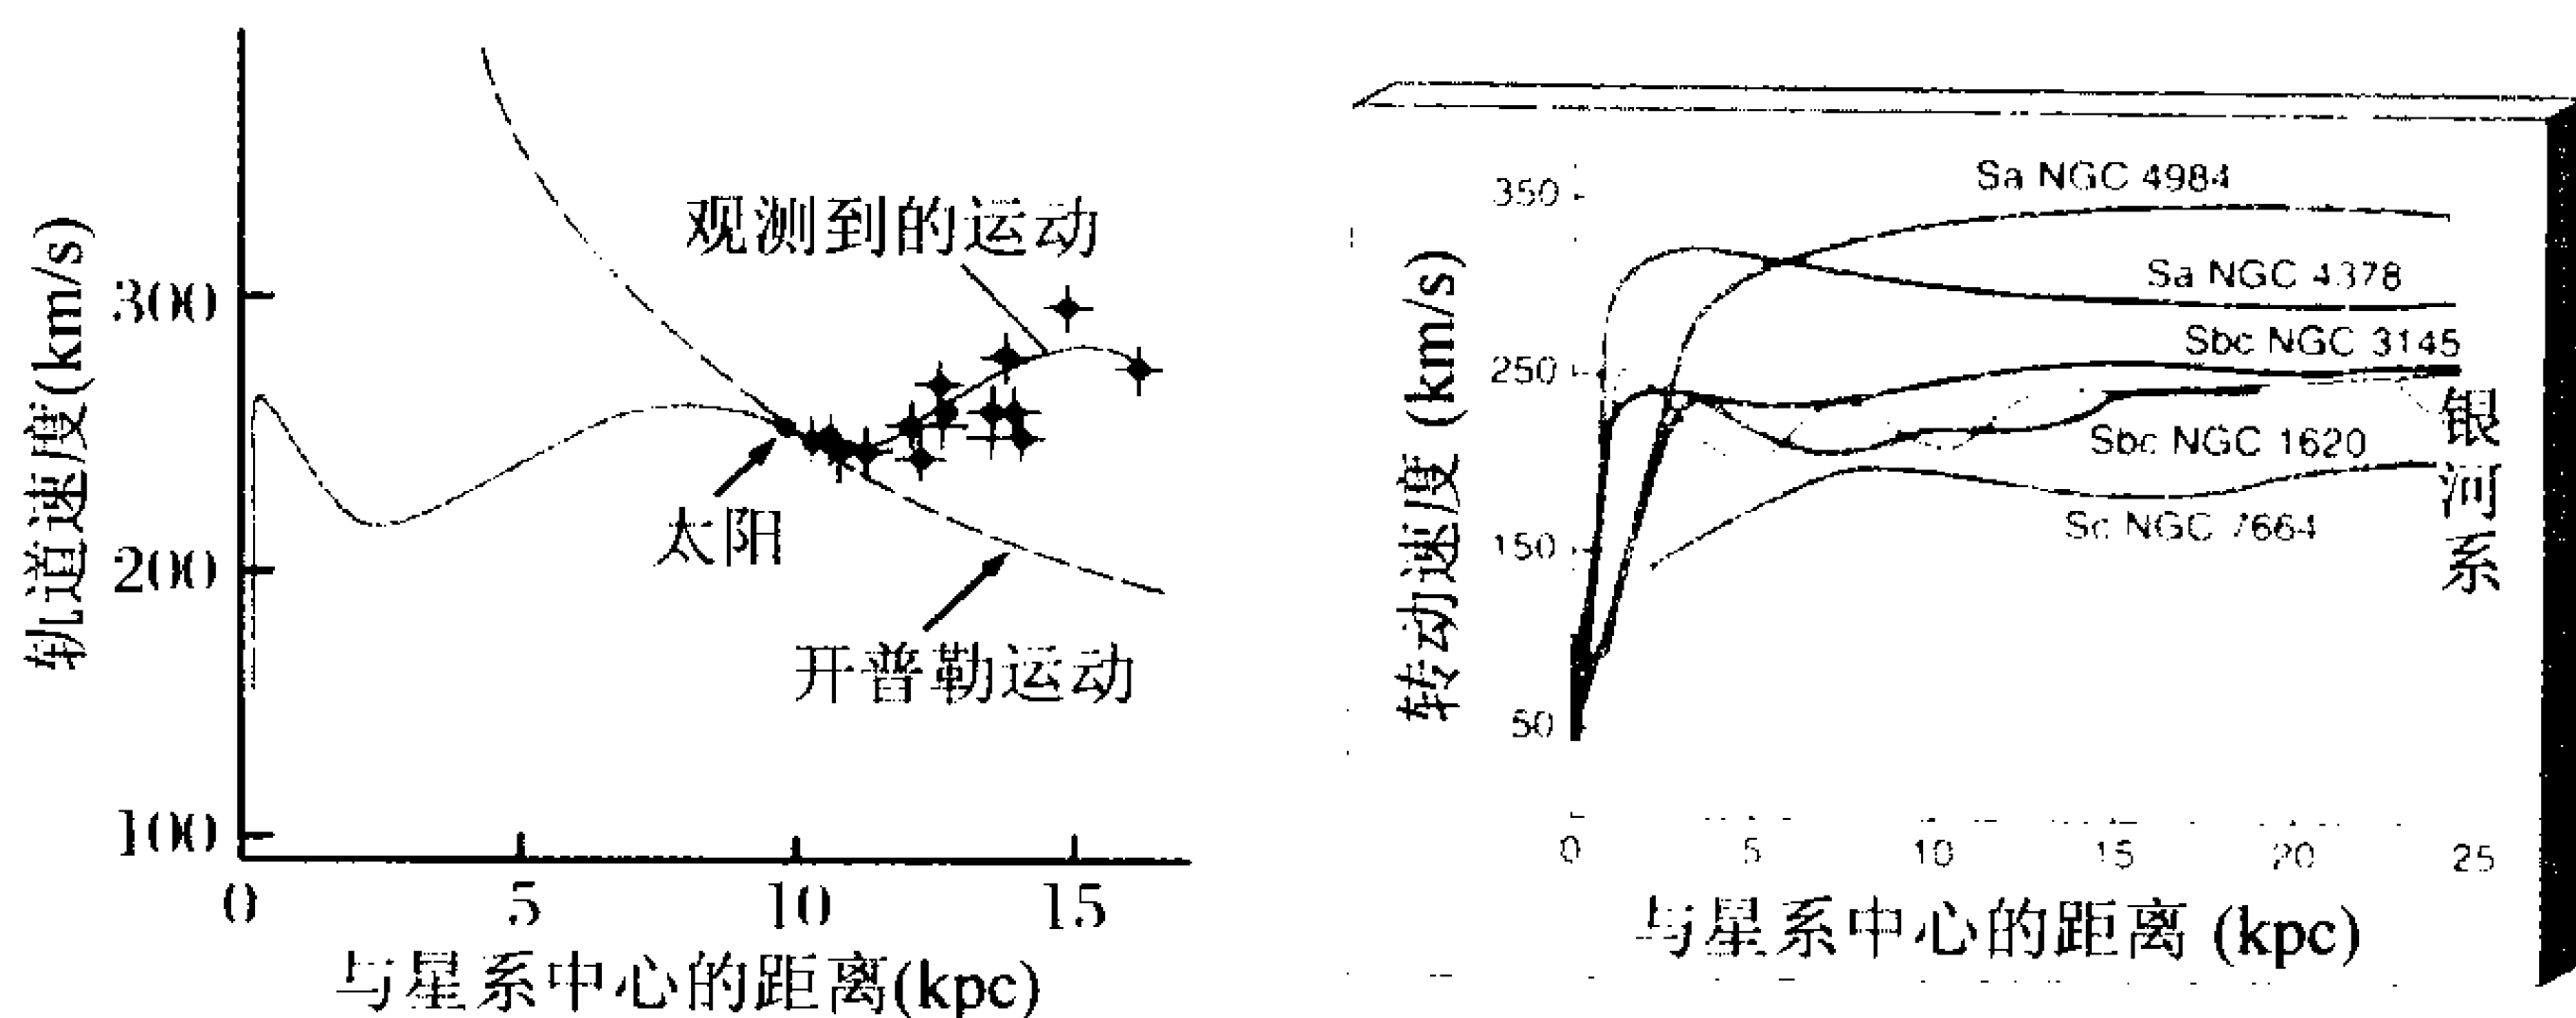 轨道速度(km/s)
300
200
100
观测到的运动
太阳
开普勒运动
0 5 10 15
与星系中心的距离(kpc)
转动速度 (km/s)
350
250
150
50
Sa NGC 4984
Sa NGC 4378
Sbc NGC 3145
Sbc NGC 1620
Sc NGC 7664
银河系
0 5 10 15 20 25
与星系中心的距离 (kpc)